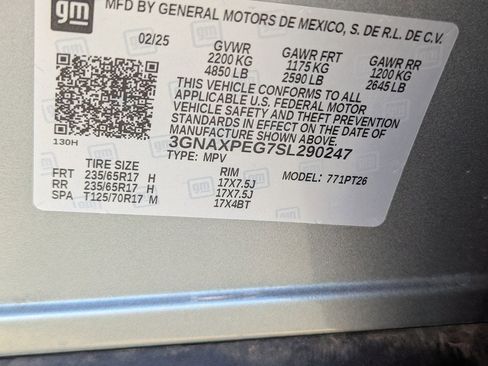 gm MFD BY GENERAL MOTORS DE MEXICO, S. DE R.L. DE C.V.
02/25 GVWR GAWR FRT GAWR RR
2200 KG 1175 KG 1200 KG
4850 LB 2590 LB 2645 LB
THIS VEHICLE CONFORMS TO ALL
APPLICABLE U.S. FEDERAL MOTOR
VEHICLE SAFETY AND THEFT PREVENTION
STANDARDS IN EFFECT ON THE DATE OF
MANUFACTURE SHOWN ABOVE.
130H 3GNAXPEG7SL290247
TYPE: MPV MODEL: 771PT26
TIRE SIZE RIM
FRT 235/65R17 H 17X7.5J
RR 235/65R17 H 17X7.5J
SPA T125/70R17 M 17X4BT